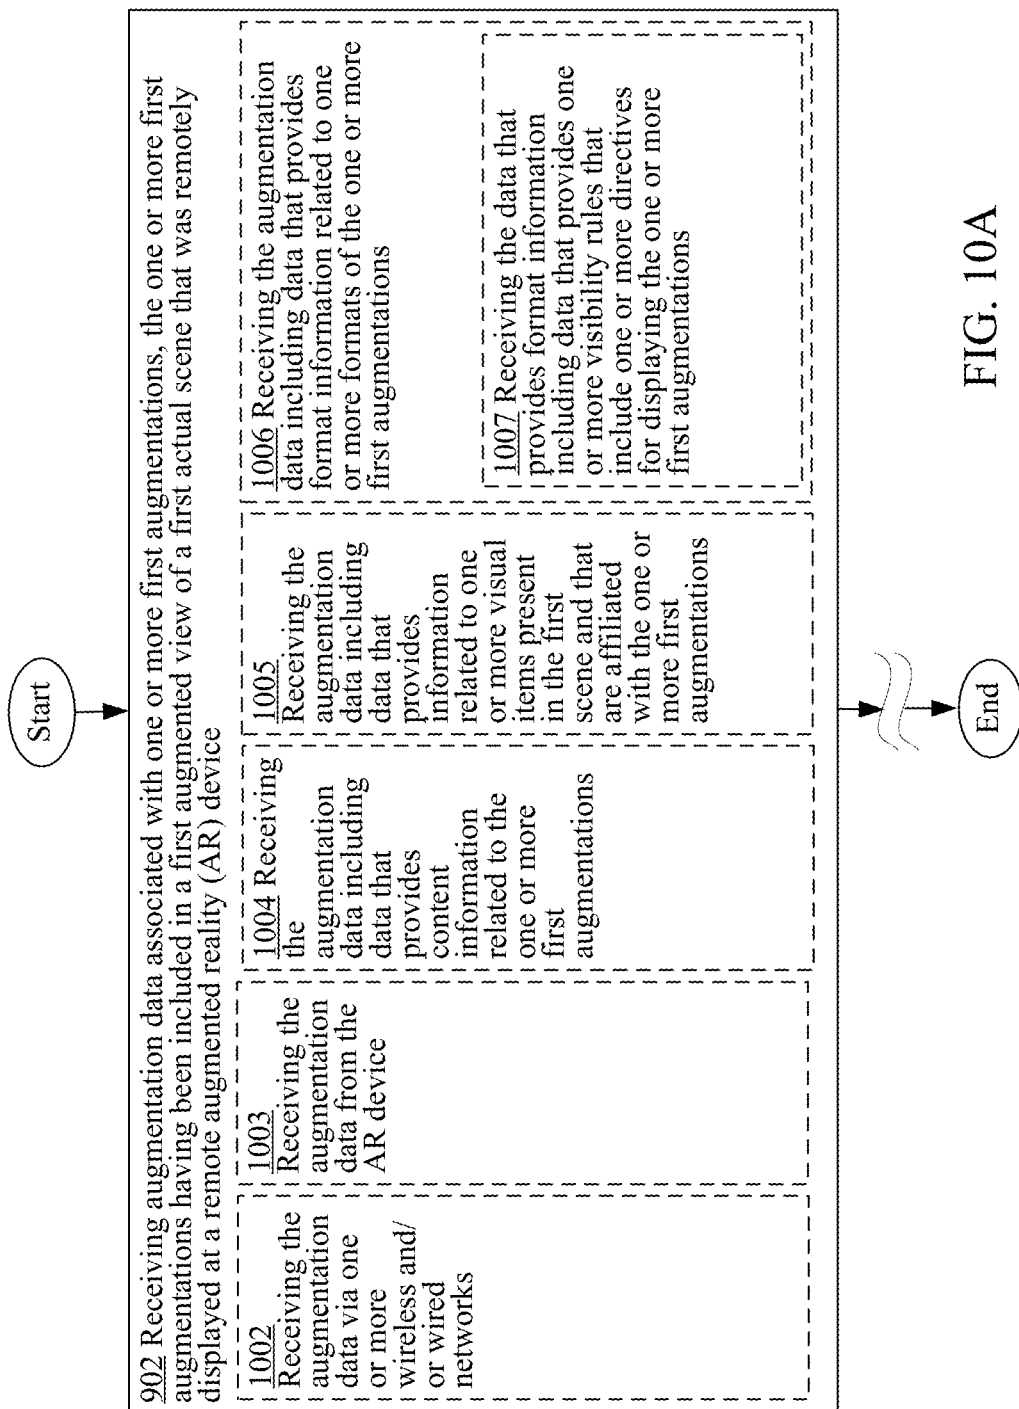 Start
902 Receiving augmentation data associated with one or more first augmentations, the one or more first
augmentations having been included in a first augmented view of a first actual scene that was remotely
displayed at a remote augmented reality (AR) device
1002
Receiving the
augmentation
data via one
or more
wireless and/
or wired
networks
1003
Receiving the
augmentation
data from the
AR device
1004 Receiving
the
augmentation
data including
data that
provides
content
information
related to the
one or more
first
augmentations
1005
Receiving the
augmentation
data including
data that
provides
information
related to one
or more visual
items present
in the first
scene and that
are affiliated
with the one or
more first
augmentations
1006 Receiving the augmentation
data including data that provides
format information related to one
or more formats of the one or more
first augmentations
1007 Receiving the data that
provides format information
including data that provides one
or more visibility rules that
include one or more directives
for displaying the one or more
first augmentations
End
FIG. 10A